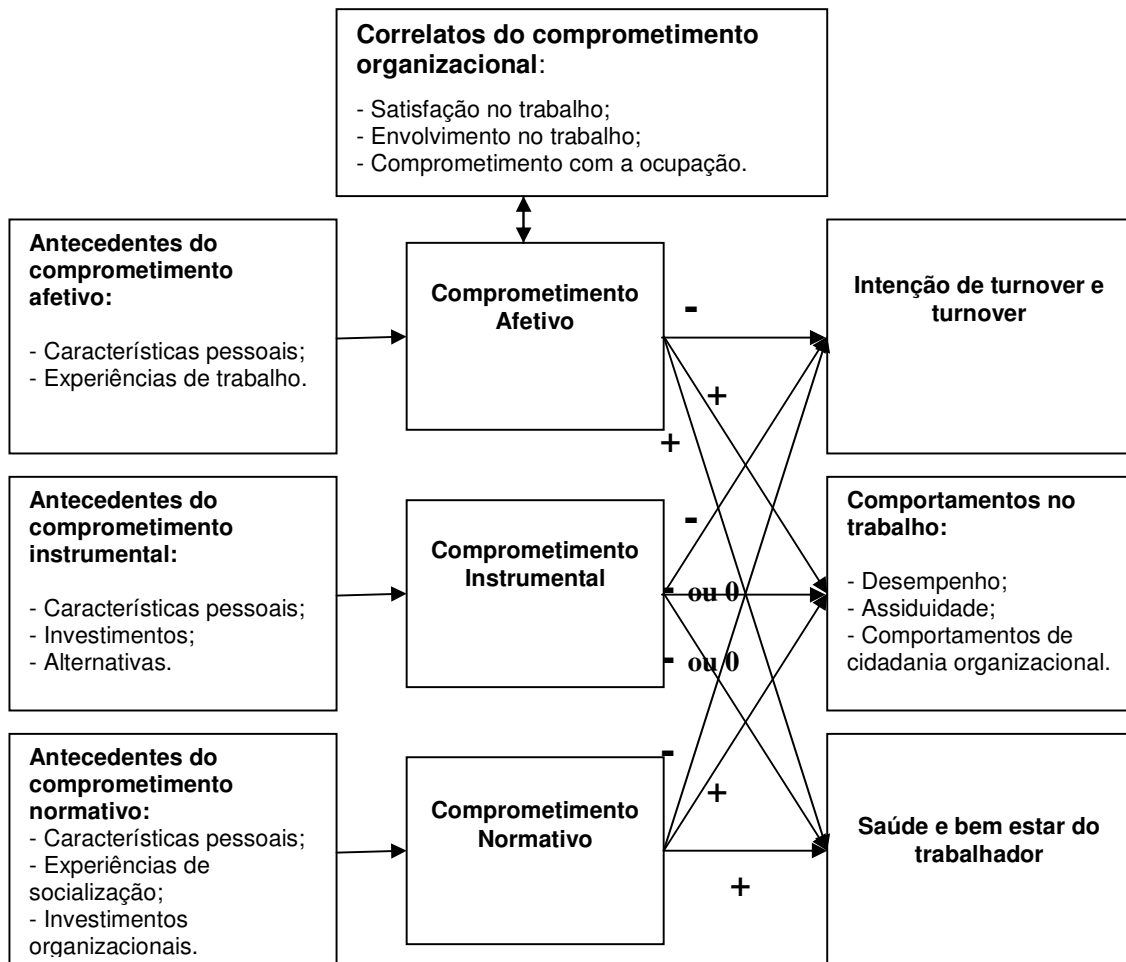 Correlatos do comprometimento
organizacional:
- Satisfação no trabalho;
- Envolvimento no trabalho;
- Comprometimento com a ocupação.
Antecedentes do
comprometimento
afetivo:
- Características pessoais;
- Experiências de trabalho.
Comprometimento
Afetivo
-
+
+
Intenção de turnover e
turnover
Antecedentes do
comprometimento
instrumental:
- Características pessoais;
- Investimentos;
- Alternativas.
Comprometimento
Instrumental
-
- ou 0
- ou 0
Comportamentos no
trabalho:
- Desempenho;
- Assiduidade;
- Comportamentos de
cidadania organizacional.
Antecedentes do
comprometimento
normativo:
- Características pessoais;
- Experiências de
socialização;
- Investimentos
organizacionais.
Comprometimento
Normativo
-
+
+
Saúde e bem estar do
trabalhador